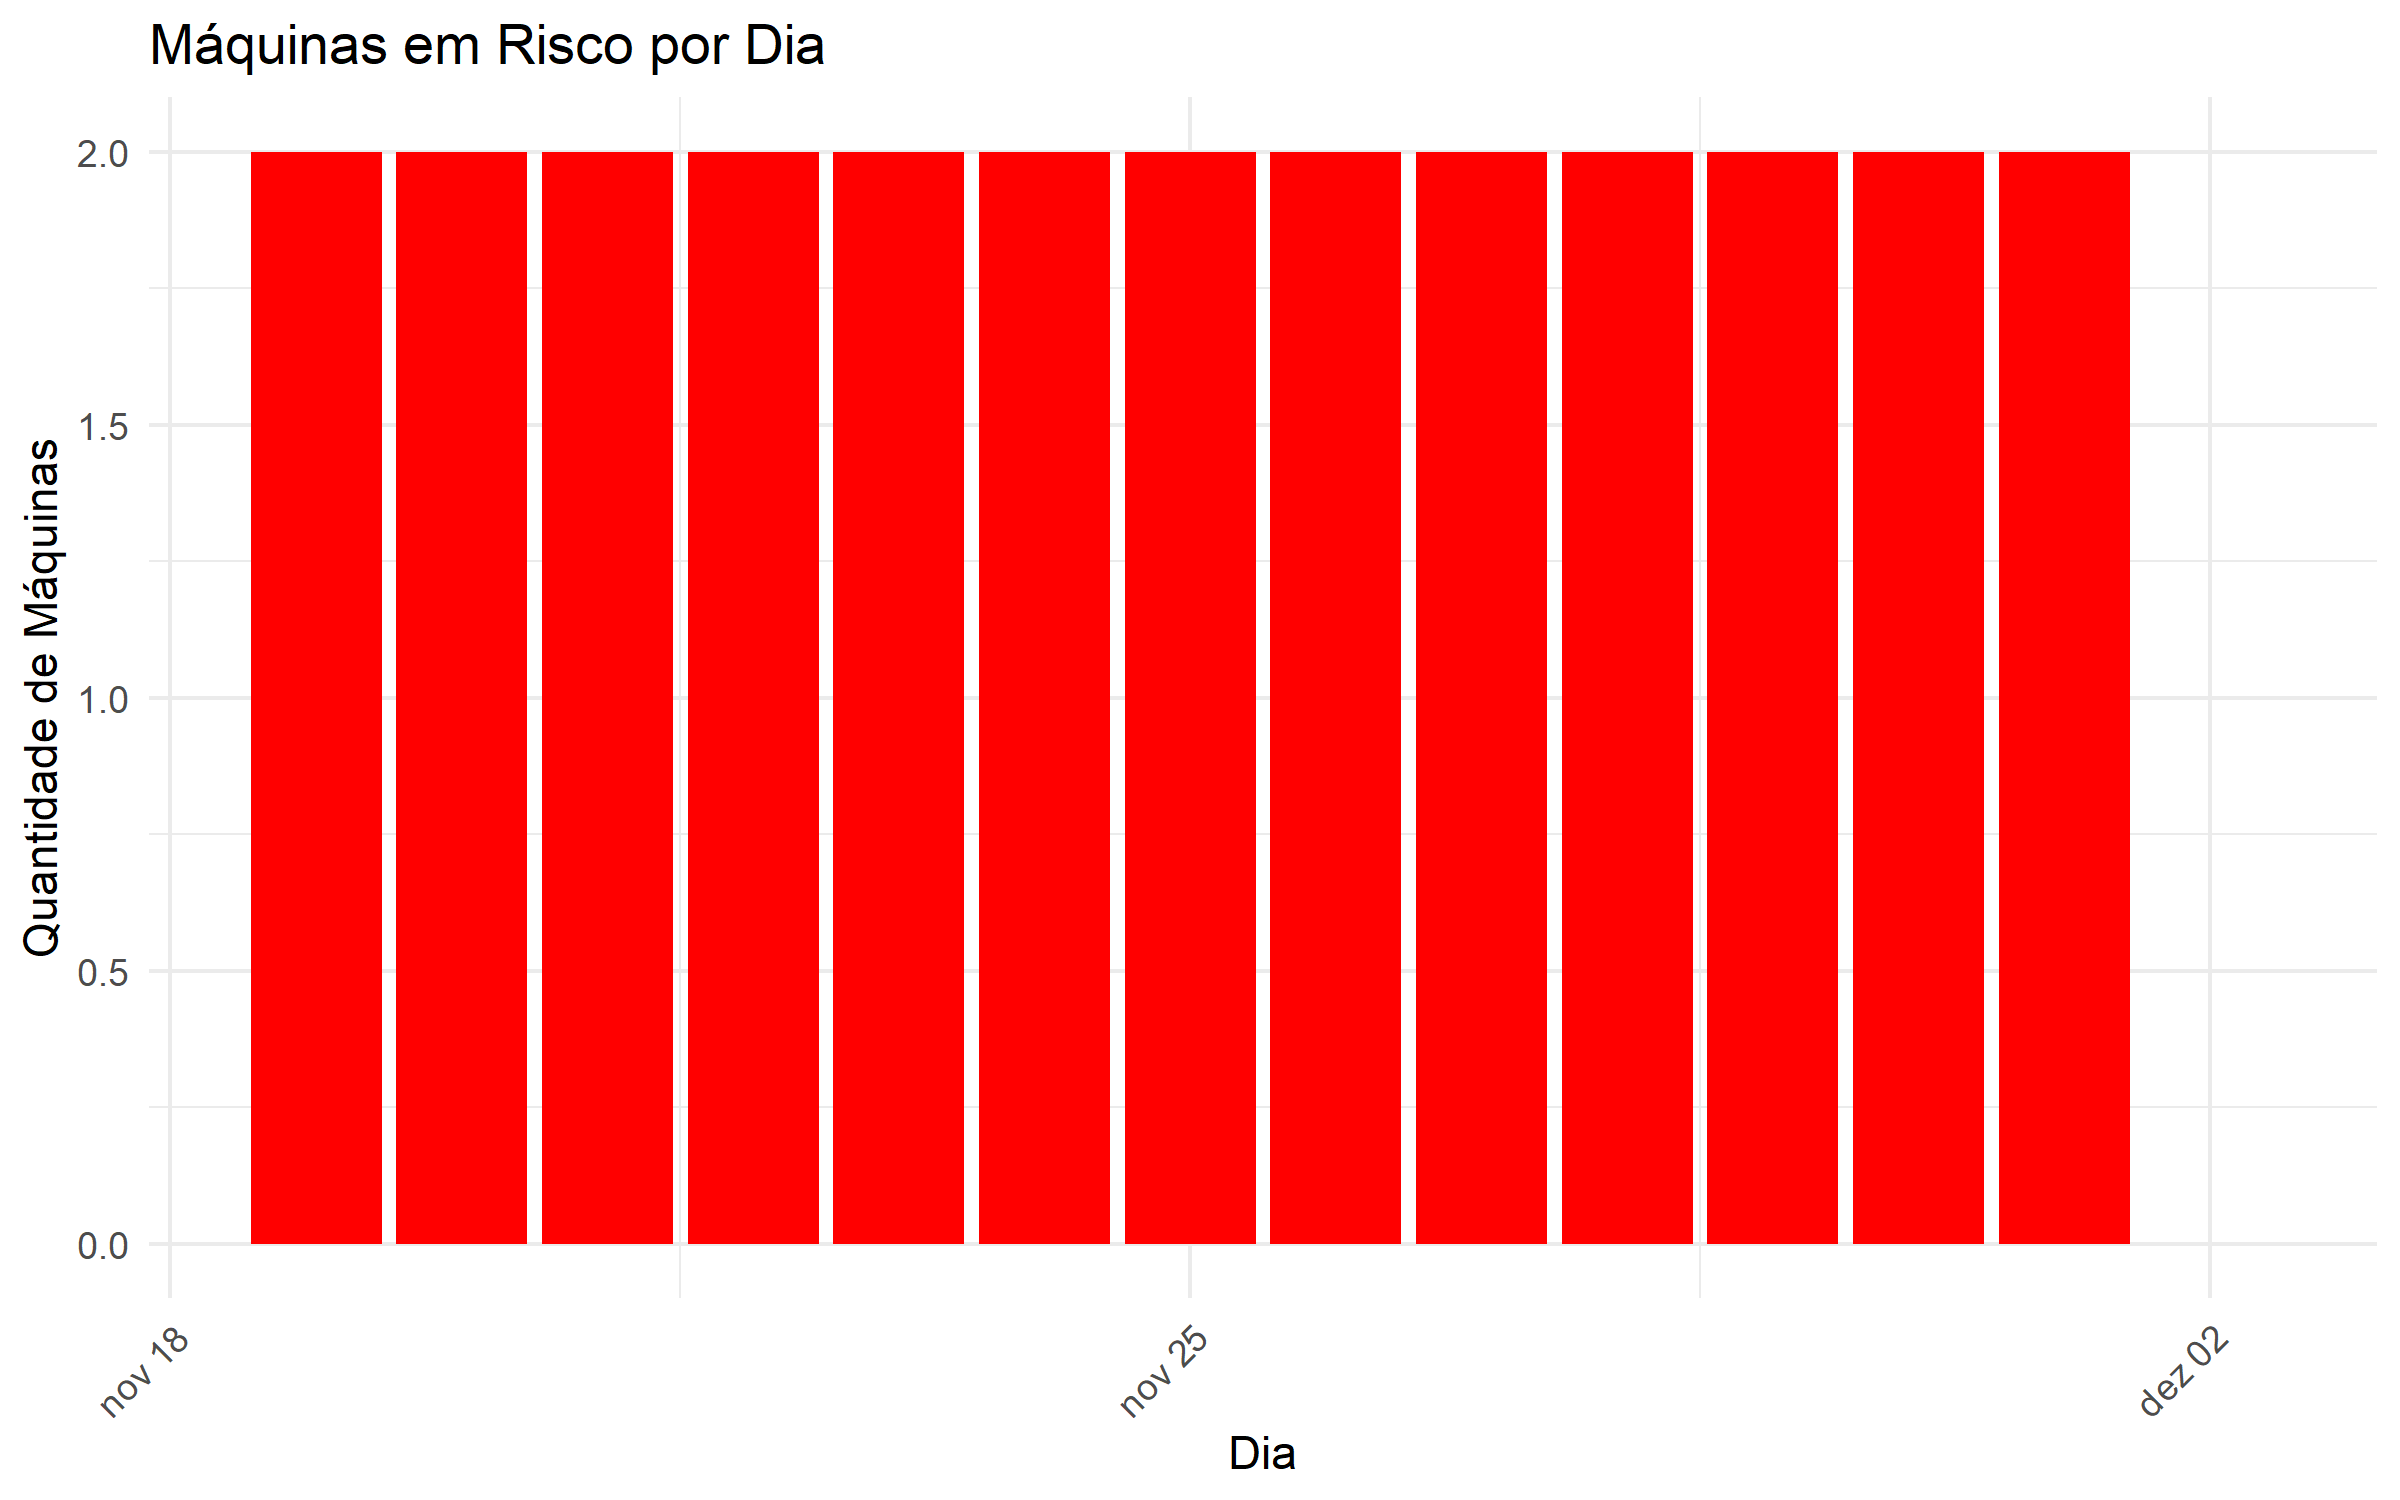 Máquinas em Risco por Dia
Quantidade de Máquinas
2.0
1.5
1.0
0.5
0.0
nov 18
nov 25
dez 02
Dia